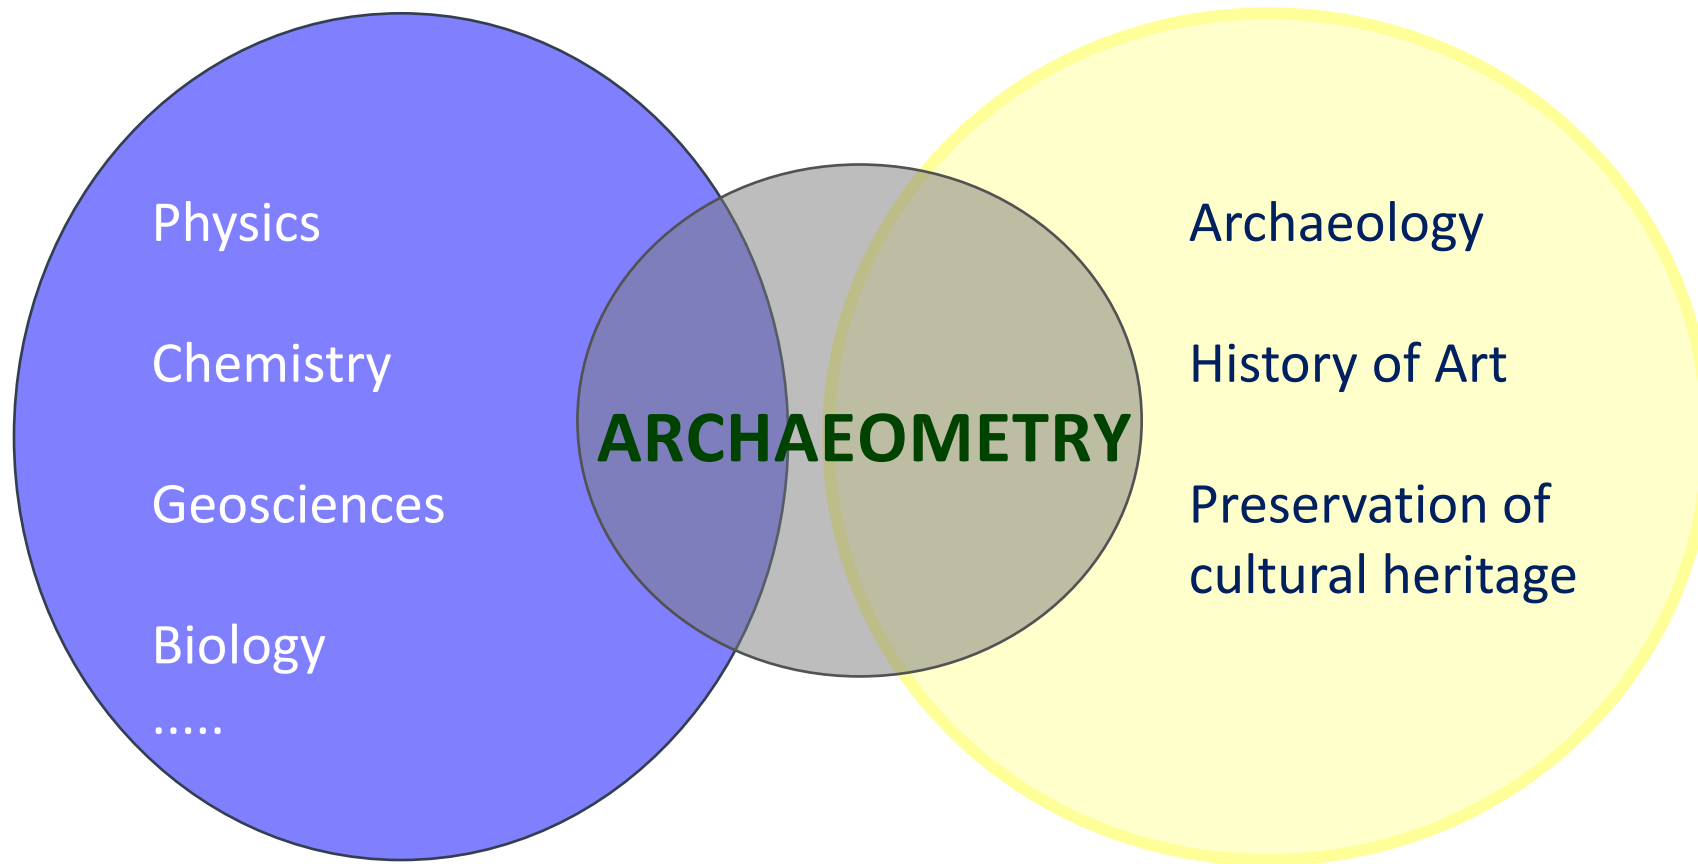 Physics
Chemistry
Geosciences
Biology
.....
ARCHAEOMETRY
Archaeology
History of Art
Preservation of
cultural heritage